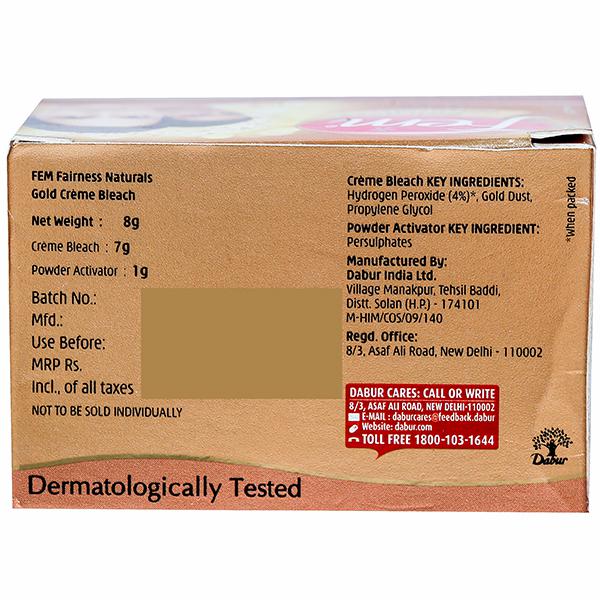 Fem
FEM Fairness Naturals
Gold Crème Bleach
Net Weight : 8g
Crème Bleach : 7g
Powder Activator : 1g
Batch No.:
Mfd.:
Use Before:
MRP Rs.
Incl., of all taxes
NOT TO BE SOLD INDIVIDUALLY
Crème Bleach KEY INGREDIENTS:
Hydrogen Peroxide (4%)*, Gold Dust,
Propylene Glycol
Powder Activator KEY INGREDIENT:
Persulphates
Manufactured By:
Dabur India Ltd.
Village Manakpur, Tehsil Baddi,
Distt. Solan (H.P.) - 174101
M-HIM/COS/09/140
Regd. Office:
8/3, Asaf Ali Road, New Delhi - 110002
*When packed
DABUR CARES: CALL OR WRITE
8/3, ASAF ALI ROAD, NEW DELHI-110002
E-MAIL : daburcares@feedback.dabur
Website: dabur.com
TOLL FREE 1800-103-1644
Dabur
Dermatologically Tested